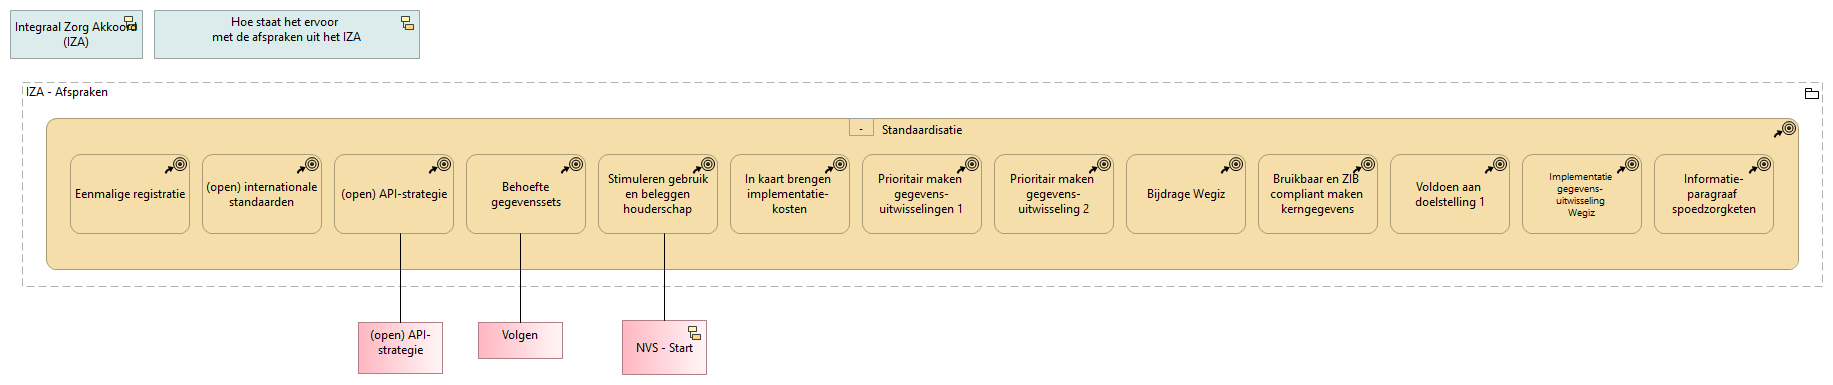 Integraal Zorg Akkoord
(IZA)
Hoe staat het ervoor
met de afspraken uit het IZA
IZA - Afspraken
-
Standaardisatie
Eenmalige registratie
(open) internationale
standaarden
(open) API-strategie
Behoefte
gegevenssets
Stimuleren gebruik
en beleggen
houderschap
In kaart brengen
implementatie-
kosten
Prioritair maken
gegevens-
uitwisselingen 1
Prioritair maken
gegevens-
uitwisseling 2
Bijdrage Wegiz
Bruikbaar en ZIB
compliant maken
kerngegevens
Voldoen aan
doelstelling 1
Implementatie
gegevens-
uitwisseling
Wegiz
Informatie-
paragraaf
spoedzorgketen
(open) API-
strategie
Volgen
NVS - Start